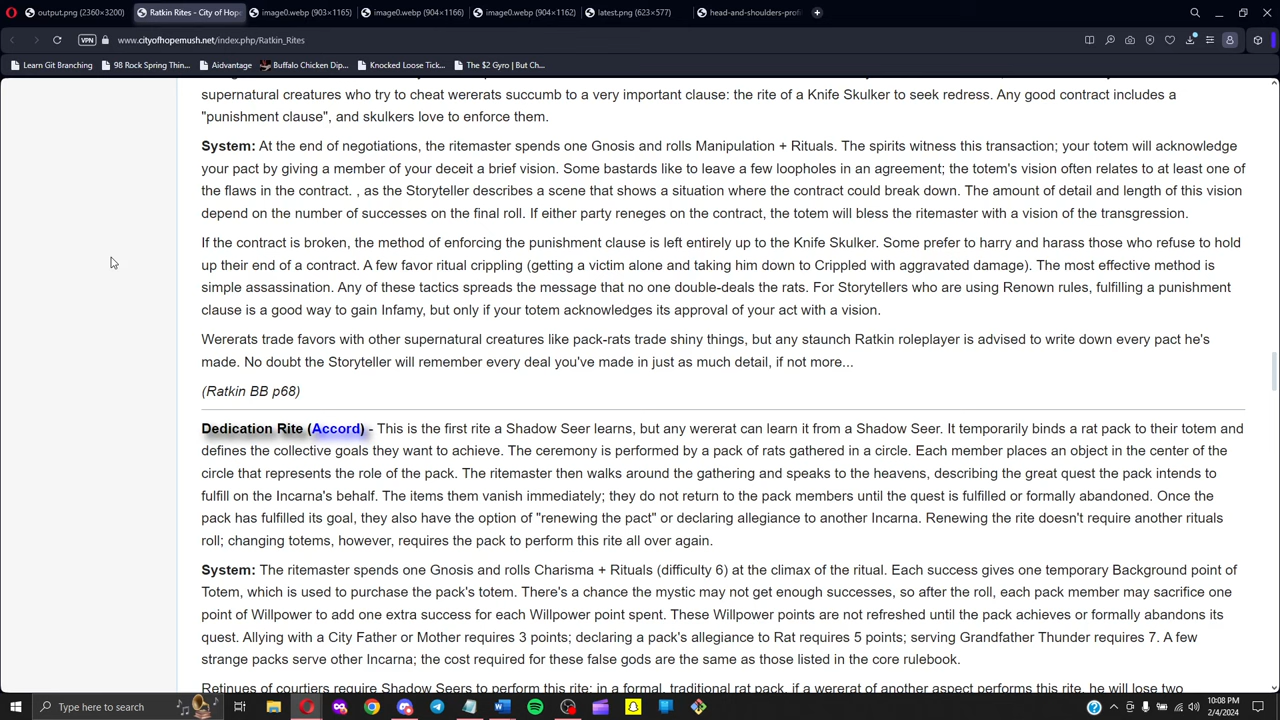 output.png (2360×3200)
Ratkin Rites - City of Hope
image0.webp (903×1165)
image0.webp (904×1166)
image0.webp (904×1162)
latest.png (623×577)
head-and-shoulders-prof
VPN
www.cityofhopemush.net/index.php/Ratkin_Rites
Learn Git Branching
98 Rock Spring Thin...
Aidvantage
Buffalo Chicken Dip...
Knocked Loose Tick...
The $2 Gyro | But Ch...
supernatural creatures who try to cheat wererats succumb to a very important clause: the rite of a Knife Skulker to seek redress. Any good contract includes a
"punishment clause", and skulkers love to enforce them.
System: At the end of negotiations, the ritemaster spends one Gnosis and rolls Manipulation + Rituals. The spirits witness this transaction; your totem will acknowledge
your pact by giving a member of your deceit a brief vision. Some bastards like to leave a few loopholes in an agreement; the totem's vision often relates to at least one of
the flaws in the contract. , as the Storyteller describes a scene that shows a situation where the contract could break down. The amount of detail and length of this vision
depend on the number of successes on the final roll. If either party reneges on the contract, the totem will bless the ritemaster with a vision of the transgression.
If the contract is broken, the method of enforcing the punishment clause is left entirely up to the Knife Skulker. Some prefer to harry and harass those who refuse to hold
up their end of a contract. A few favor ritual crippling (getting a victim alone and taking him down to Crippled with aggravated damage). The most effective method is
simple assassination. Any of these tactics spreads the message that no one double-deals the rats. For Storytellers who are using Renown rules, fulfilling a punishment
clause is a good way to gain Infamy, but only if your totem acknowledges its approval of your act with a vision.
Wererats trade favors with other supernatural creatures like pack-rats trade shiny things, but any staunch Ratkin roleplayer is advised to write down every pact he's
made. No doubt the Storyteller will remember every deal you've made in just as much detail, if not more...
(Ratkin BB p68)
Dedication Rite (Accord) - This is the first rite a Shadow Seer learns, but any wererat can learn it from a Shadow Seer. It temporarily binds a rat pack to their totem and
defines the collective goals they want to achieve. The ceremony is performed by a pack of rats gathered in a circle. Each member places an object in the center of the
circle that represents the role of the pack. The ritemaster then walks around the gathering and speaks to the heavens, describing the great quest the pack intends to
fulfill on the Incarna's behalf. The items them vanish immediately; they do not return to the pack members until the quest is fulfilled or formally abandoned. Once the
pack has fulfilled its goal, they also have the option of "renewing the pact" or declaring allegiance to another Incarna. Renewing the rite doesn't require another rituals
roll; changing totems, however, requires the pack to perform this rite all over again.
System: The ritemaster spends one Gnosis and rolls Charisma + Rituals (difficulty 6) at the climax of the ritual. Each success gives one temporary Background point of
Totem, which is used to purchase the pack's totem. There's a chance the mystic may not get enough successes, so after the roll, each pack member may sacrifice one
point of Willpower to add one extra success for each Willpower point spent. These Willpower points are not refreshed until the pack achieves or formally abandons its
quest. Allying with a City Father or Mother requires 3 points; declaring a pack's allegiance to Rat requires 5 points; serving Grandfather Thunder requires 7. A few
strange packs serve other Incarna; the cost required for these false gods are the same as those listed in the core rulebook.
Retinues of courtiers require Shadow Seers to perform this rite; in a formal, traditional rat pack, if a wererat of another aspect performs this rite, he will lose two
Type here to search
10:08 PM
2/4/2024